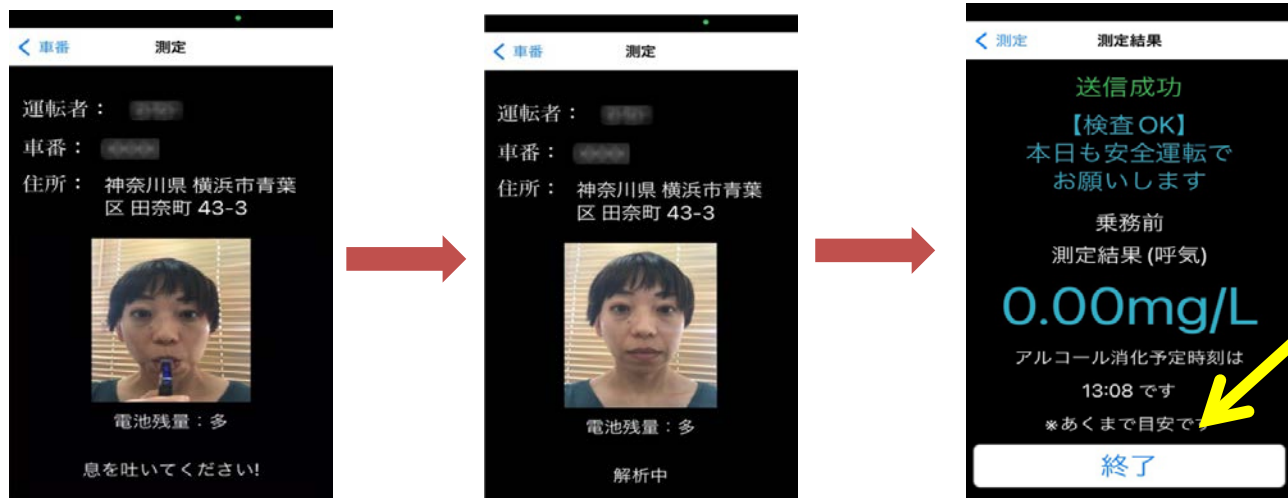 車番
測定
運転者：
車番：
住所： 神奈川県 横浜市青葉
区 田奈町 43-3
電池残量：多
息を吐いてください!
車番
測定
運転者：
車番：
住所： 神奈川県 横浜市青葉
区 田奈町 43-3
電池残量：多
解析中
測定
測定結果
送信成功
【検査OK】
本日も安全運転で
お願いします
乗務前
測定結果(呼気)
0.00mg/L
アルコール消化予定時刻は
13:08 です
※あくまで目安です
終了